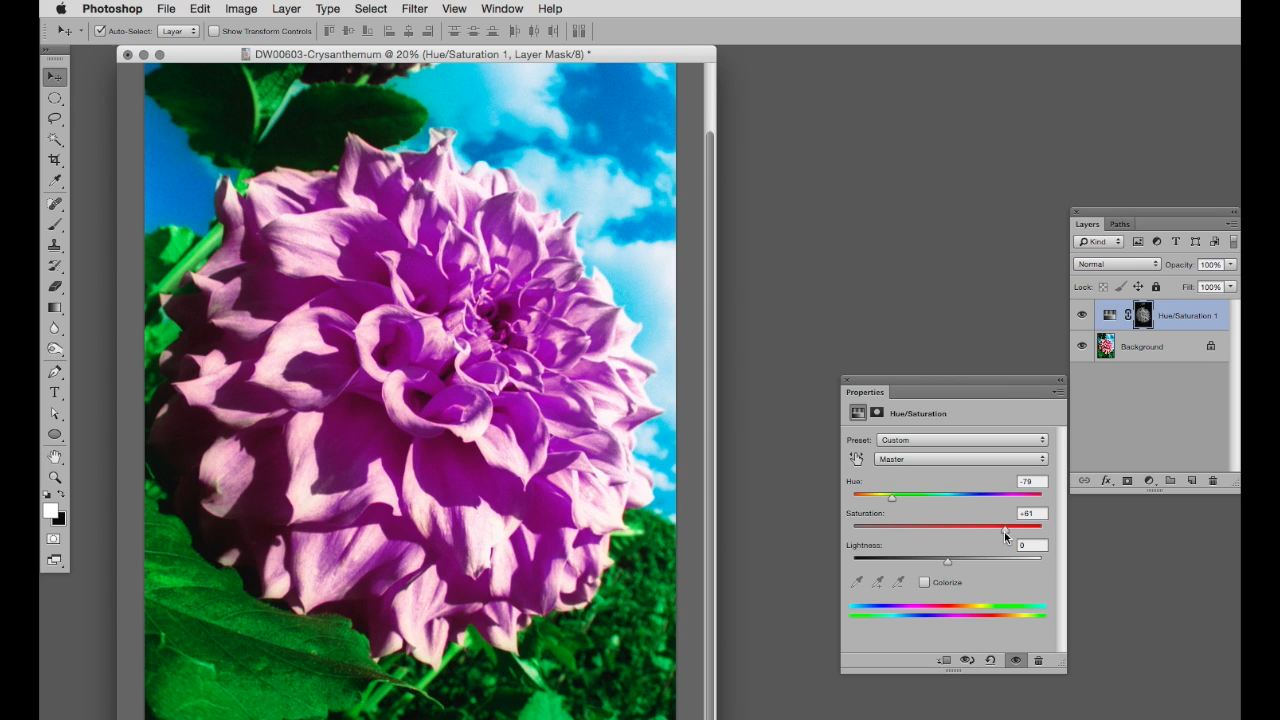 Photoshop File Edit Image Layer Type Select Filter View Window Help
Auto-Select: Layer Show Transform Controls
DW00603-Crysanthemum @ 20% (Hue/Saturation 1, Layer Mask/8) *
Layers Paths
Kind
Normal Opacity: 100%
Lock: Fill: 100%
Hue/Saturation 1
Background
Properties
Hue/Saturation
Preset: Custom
Master
Hue: -79
Saturation: +61
Lightness: 0
Colorize
fx